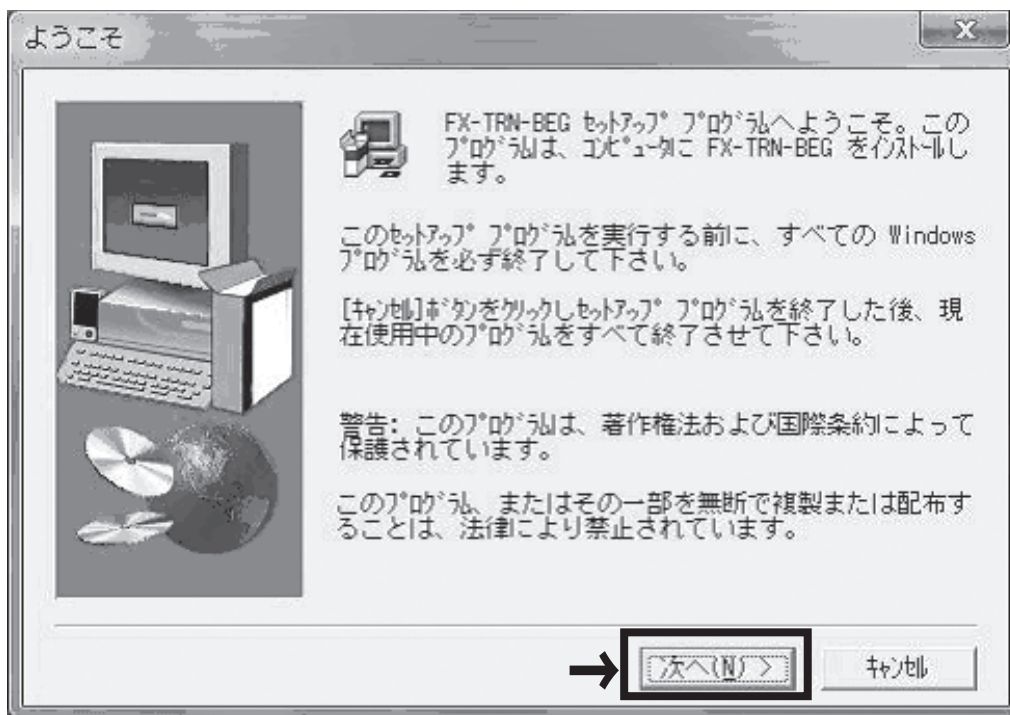 ようこそ
FX-TRN-BEG ｾｯﾄｱｯﾌﾟ ﾌﾟﾛｸﾞﾗﾑへようこそ。この
ﾌﾟﾛｸﾞﾗﾑは、ｺﾝﾋﾟｭｰﾀに FX-TRN-BEG をｲﾝｽﾄｰﾙし
ます。
このｾｯﾄｱｯﾌﾟ ﾌﾟﾛｸﾞﾗﾑを実行する前に、すべての Windows
ﾌﾟﾛｸﾞﾗﾑを必ず終了して下さい。
[ｷｬﾝｾﾙ]ﾎﾞﾀﾝをｸﾘｯｸしｾｯﾄｱｯﾌﾟ ﾌﾟﾛｸﾞﾗﾑを終了した後、現
在使用中のﾌﾟﾛｸﾞﾗﾑをすべて終了させて下さい。
警告: このﾌﾟﾛｸﾞﾗﾑは、著作権法および国際条約によって
保護されています。
このﾌﾟﾛｸﾞﾗﾑ、またはその一部を無断で複製または配布す
ることは、法律により禁止されています。
次へ(N) >
ｷｬﾝｾﾙ